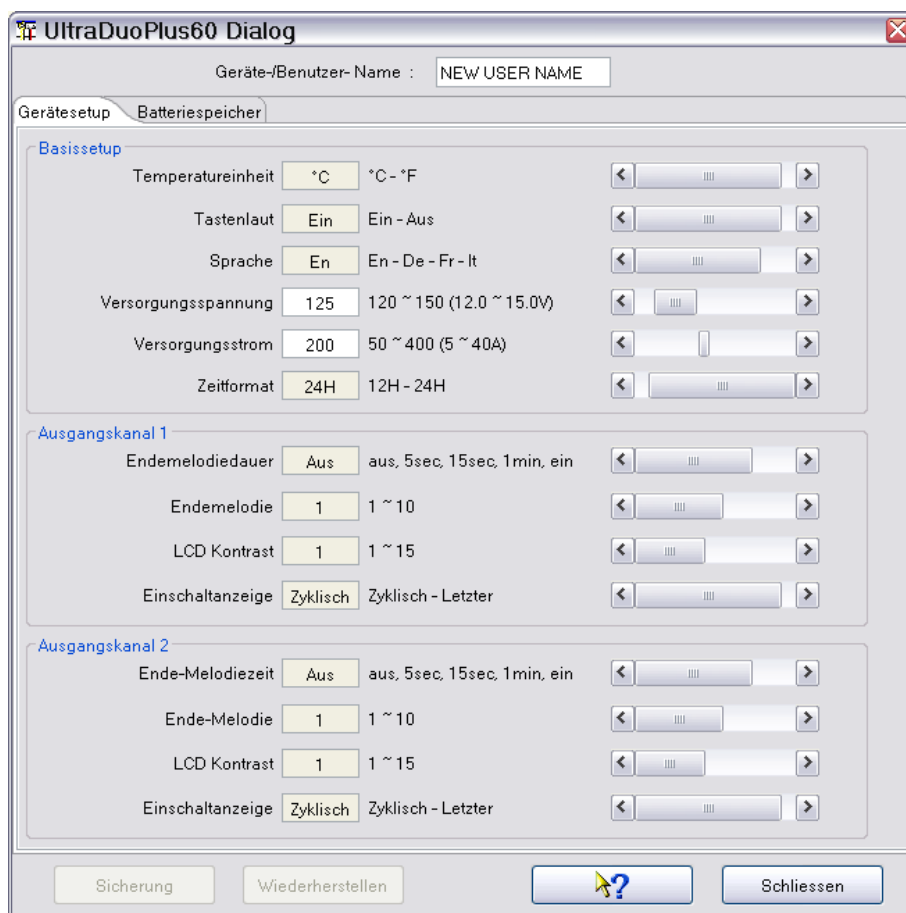 UltraDuoPlus60 Dialog
Geräte-/Benutzer- Name : NEW USER NAME
Gerätesetup Batteriespeicher
Basissetup
Temperatureinheit °C °C - °F
Tastenlaut Ein Ein - Aus
Sprache En En - De - Fr - It
Versorgungsspannung 125 120 ~ 150 (12.0 ~ 15.0V)
Versorgungsstrom 200 50 ~ 400 (5 ~ 40A)
Zeitformat 24H 12H - 24H
Ausgangskanal 1
Endemelodiedauer Aus aus, 5sec, 15sec, 1min, ein
Endemelodie 1 1 ~ 10
LCD Kontrast 1 1 ~ 15
Einschaltanzeige Zyklisch Zyklisch - Letzter
Ausgangskanal 2
Ende-Melodiezeit Aus aus, 5sec, 15sec, 1min, ein
Ende-Melodie 1 1 ~ 10
LCD Kontrast 1 1 ~ 15
Einschaltanzeige Zyklisch Zyklisch - Letzter
Sicherung Wiederherstellen ? Schliessen